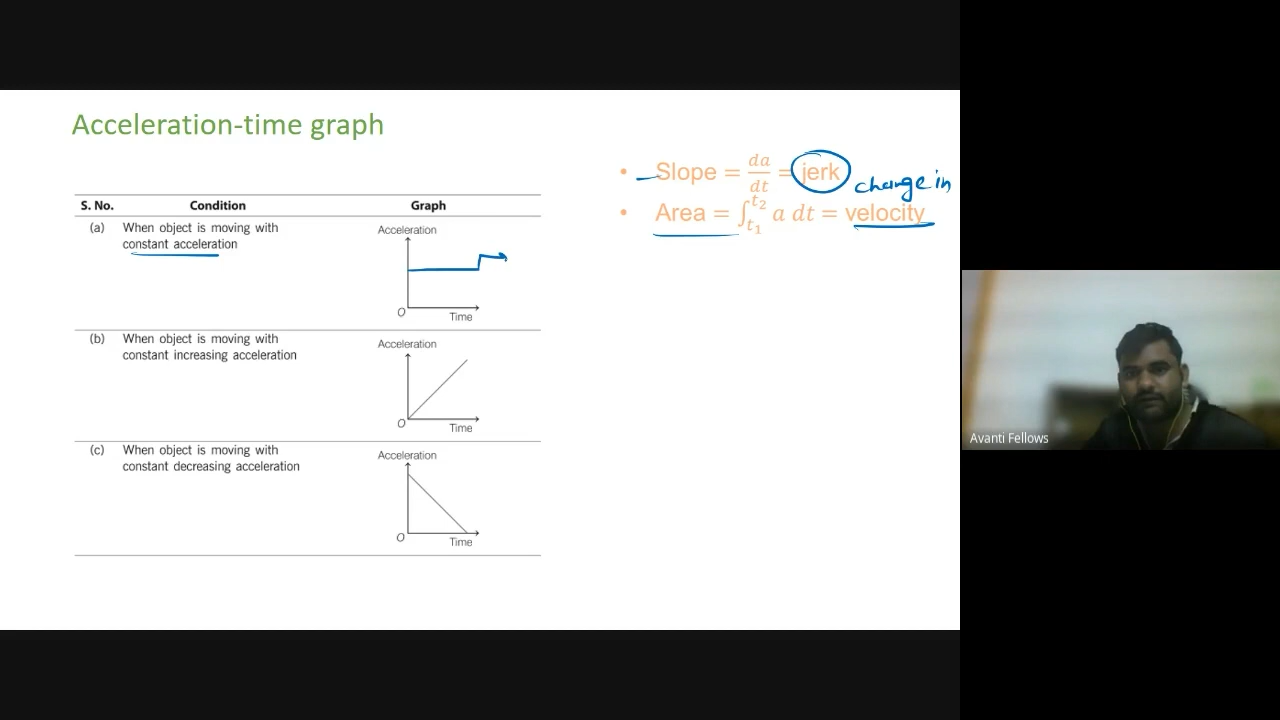 Acceleration-time graph
S. No. Condition Graph
(a) When object is moving with
constant acceleration
Acceleration
O
Time
(b) When object is moving with
constant increasing acceleration
Acceleration
O
Time
(c) When object is moving with
constant decreasing acceleration
Acceleration
O
Time
• Slope = da/dt = jerk
change in
• Area = ∫_{t₁}^{t₂} a dt = velocity
Avanti Fellows